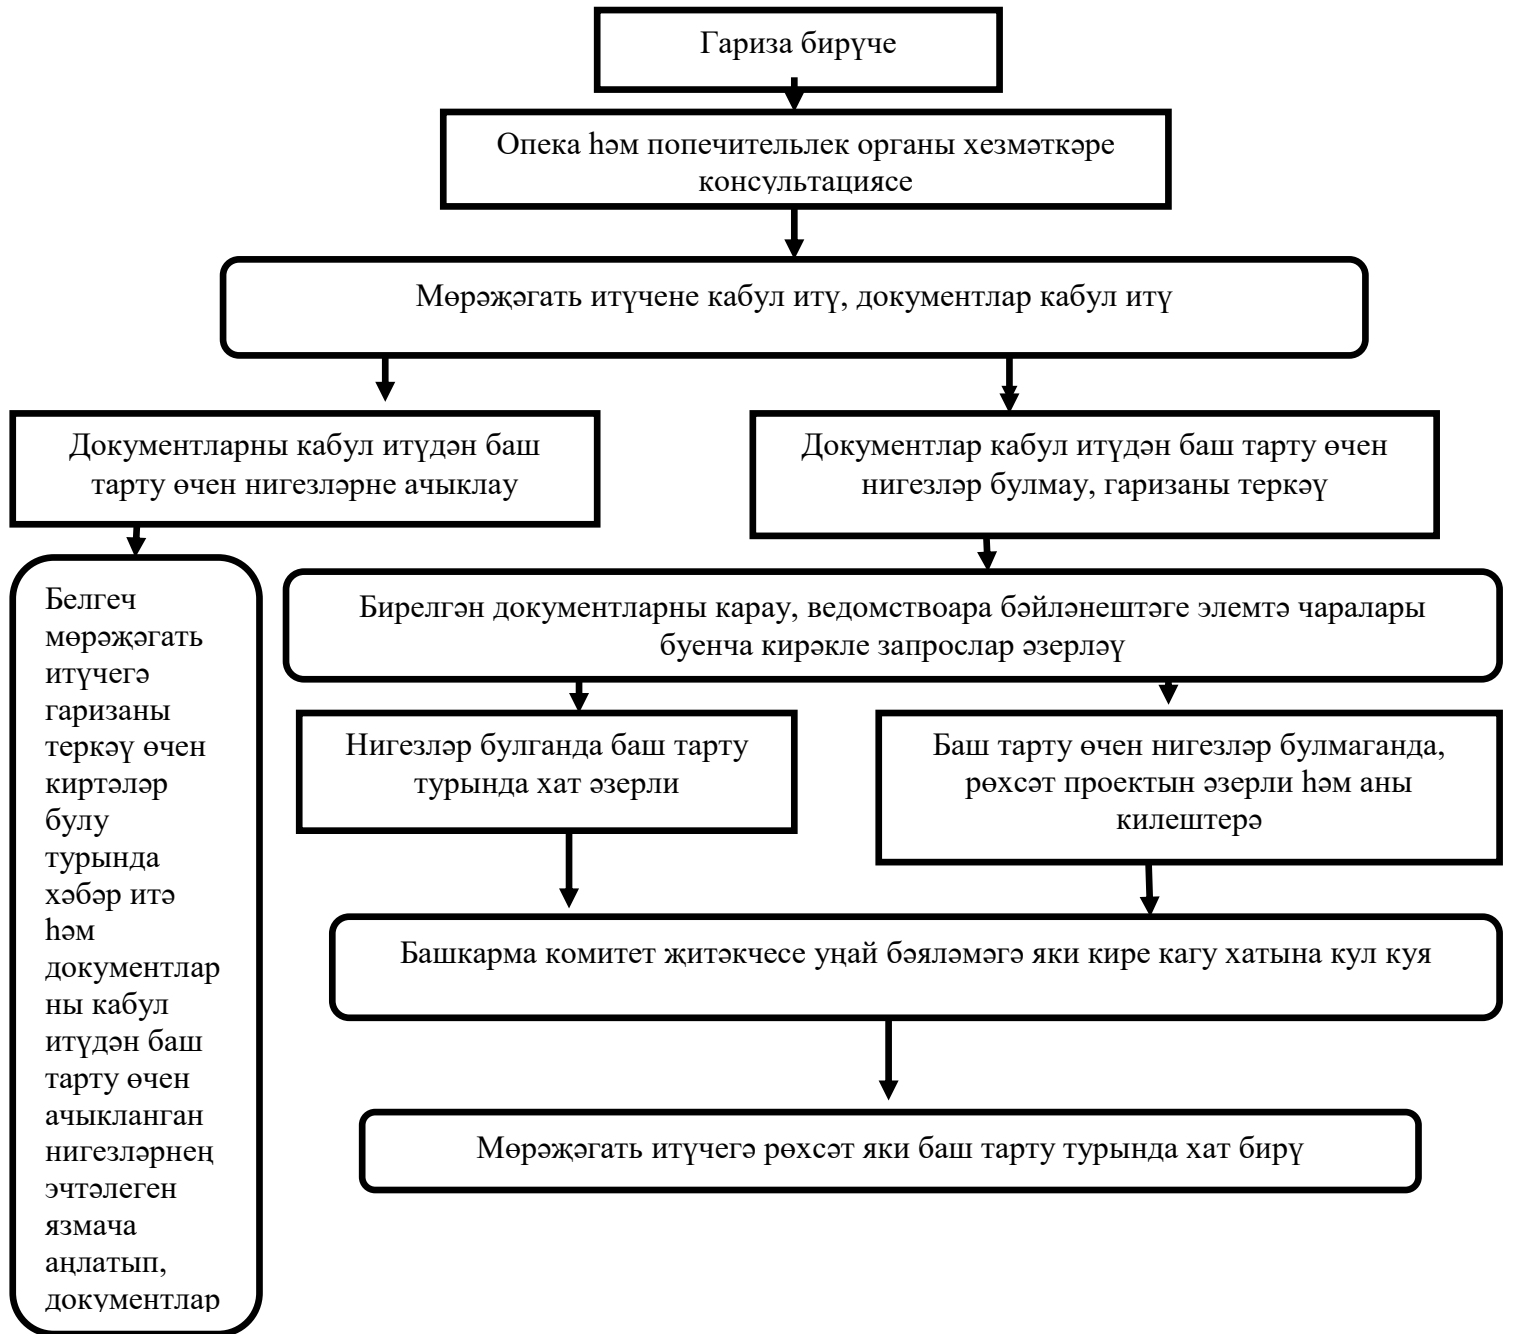 Гариза бирүче
Опека һәм попечительлек органы хезмәткәре
консультациясе
Мөрәҗәгать итүчене кабул итү, документлар кабул итү
Документларны кабул итүдән баш
тарту өчен нигезләрне ачыклау
Документлар кабул итүдән баш тарту өчен
нигезләр булмау, гаризаны теркәү
Белгеч
мөрәҗәгать
итүчегә
гаризаны
теркәү өчен
киртәләр
булу
турында
хәбәр итә
һәм
документлар
ны кабул
итүдән баш
тарту өчен
ачыкланган
нигезләрнең
эчтәлеген
язмача
аңлатып,
документлар
Бирелгән документларны карау, ведомствоара бәйләнештәге элемтә чаралары
буенча кирәкле запрослар әзерләү
Нигезләр булганда баш тарту
турында хат әзерли
Баш тарту өчен нигезләр булмаганда,
рөхсәт проектын әзерли һәм аны
килештерә
Башкарма комитет җитәкчесе уңай бәяләмәгә яки кире кагу хатына кул куя
Мөрәҗәгать итүчегә рөхсәт яки баш тарту турында хат бирү